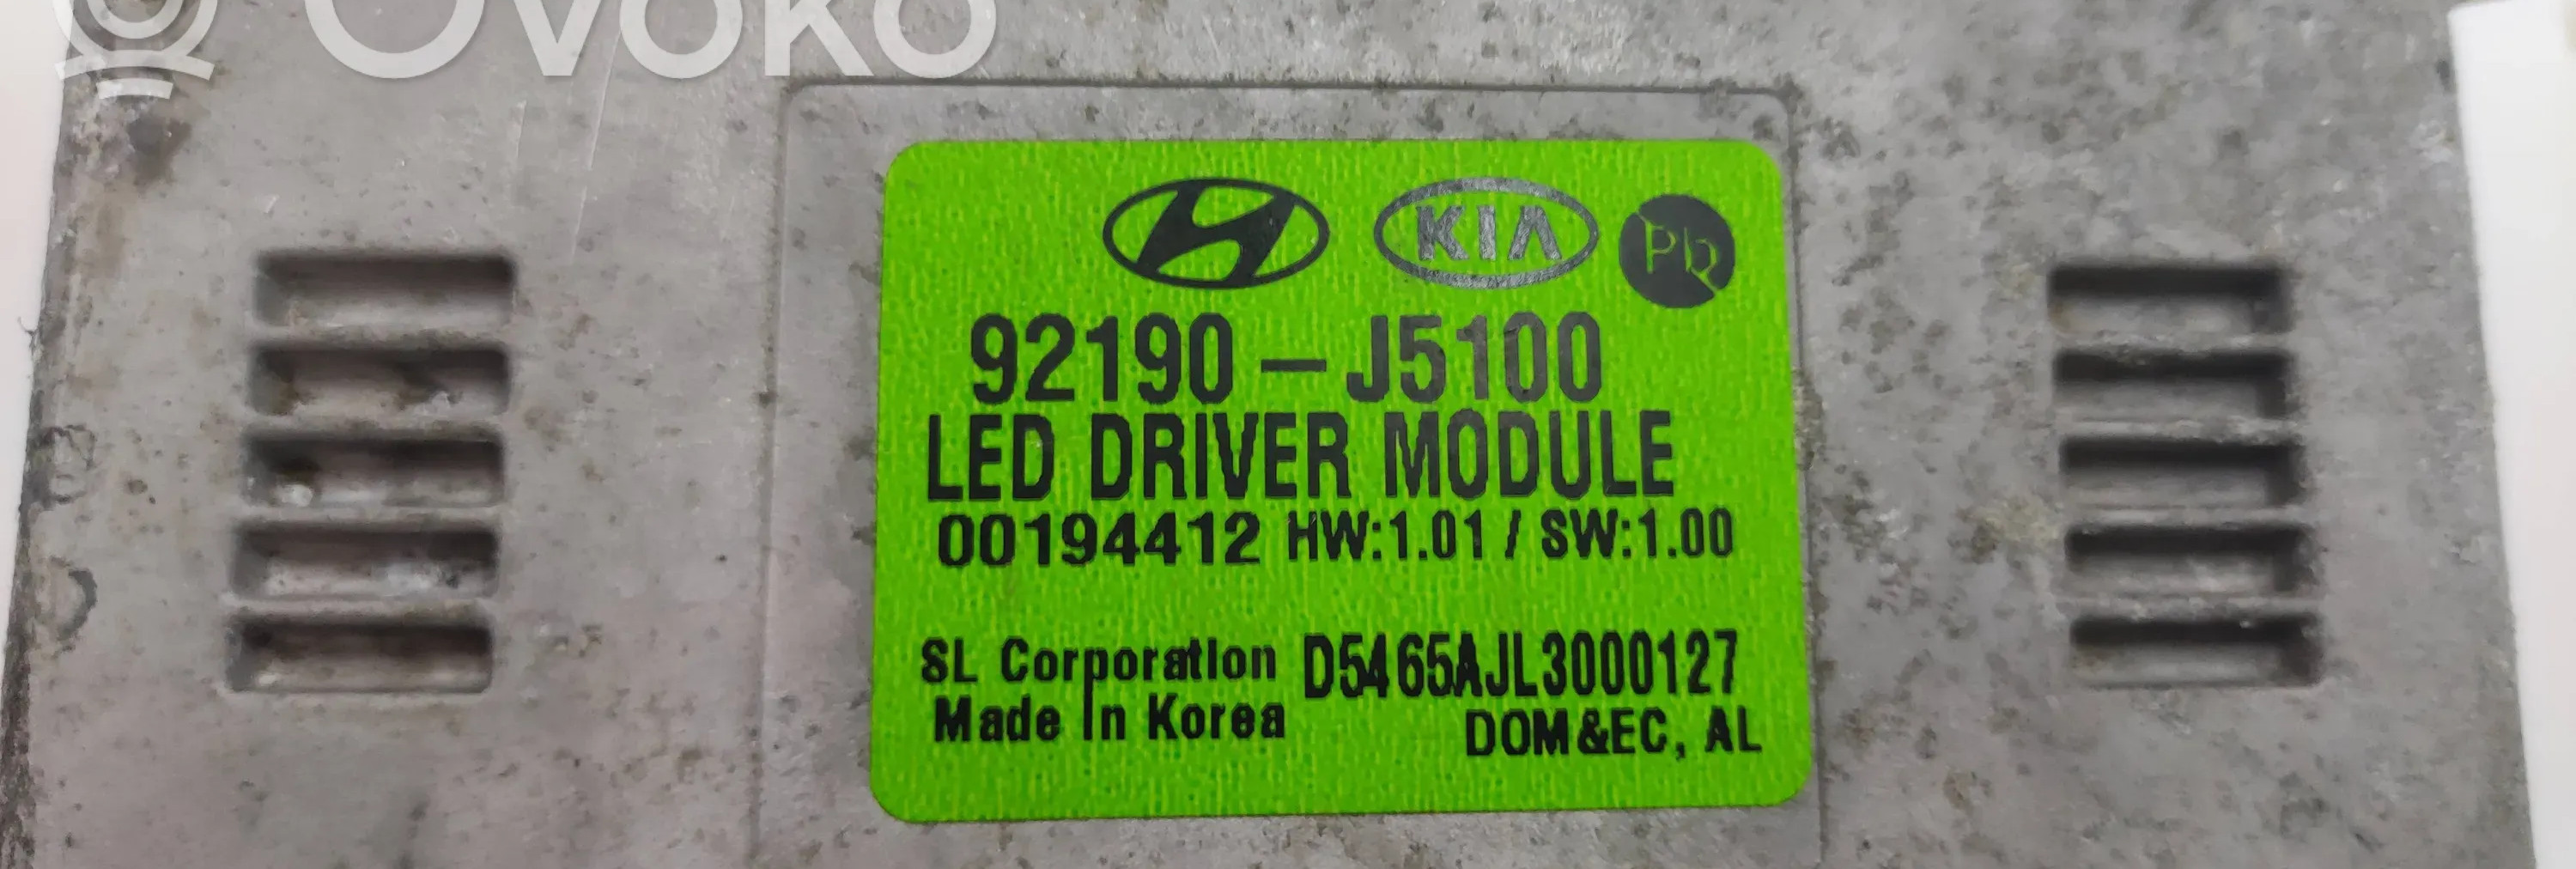 OVOKO
KIA
Pb
92190-J5100
LED DRIVER MODULE
00194412 HW:1.01 / SW:1.00
SL Corporation D5465AJL3000127
Made In Korea DOM&EC, AL